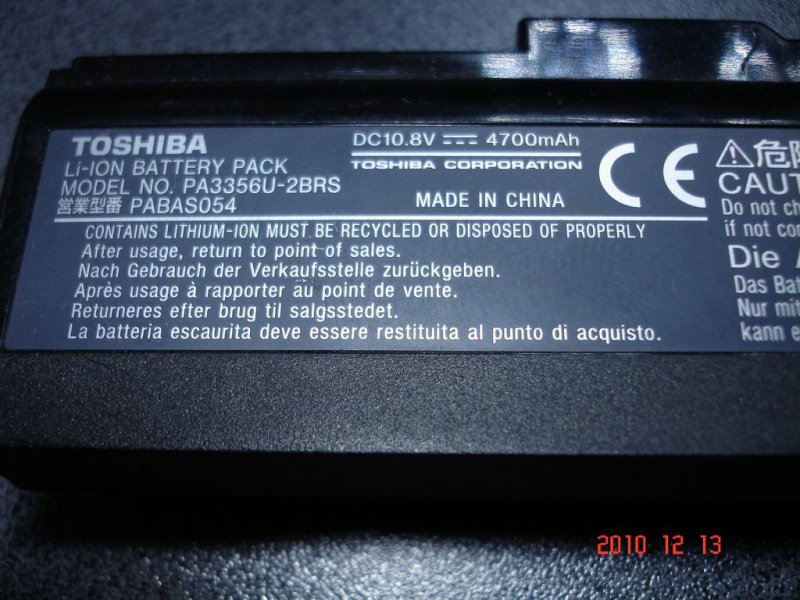 TOSHIBA
Li-ION BATTERY PACK
MODEL NO. PA3356U-2BRS
営業型番 PABAS054
DC10.8V ⎓ 4700mAh
TOSHIBA CORPORATION
MADE IN CHINA
CE
CONTAINS LITHIUM-ION MUST BE RECYCLED OR DISPOSED OF PROPERLY
After usage, return to point of sales.
Nach Gebrauch der Verkaufsstelle zurückgeben.
Après usage à rapporter au point de vente.
Returneres efter brug til salgsstedet.
La batteria escaurita deve essere restituita al punto di acquisto.
⚠危険
CAUT
Do not ch
if not con
Die A
Das Bat
Nur mit
kann e
2010 12 13